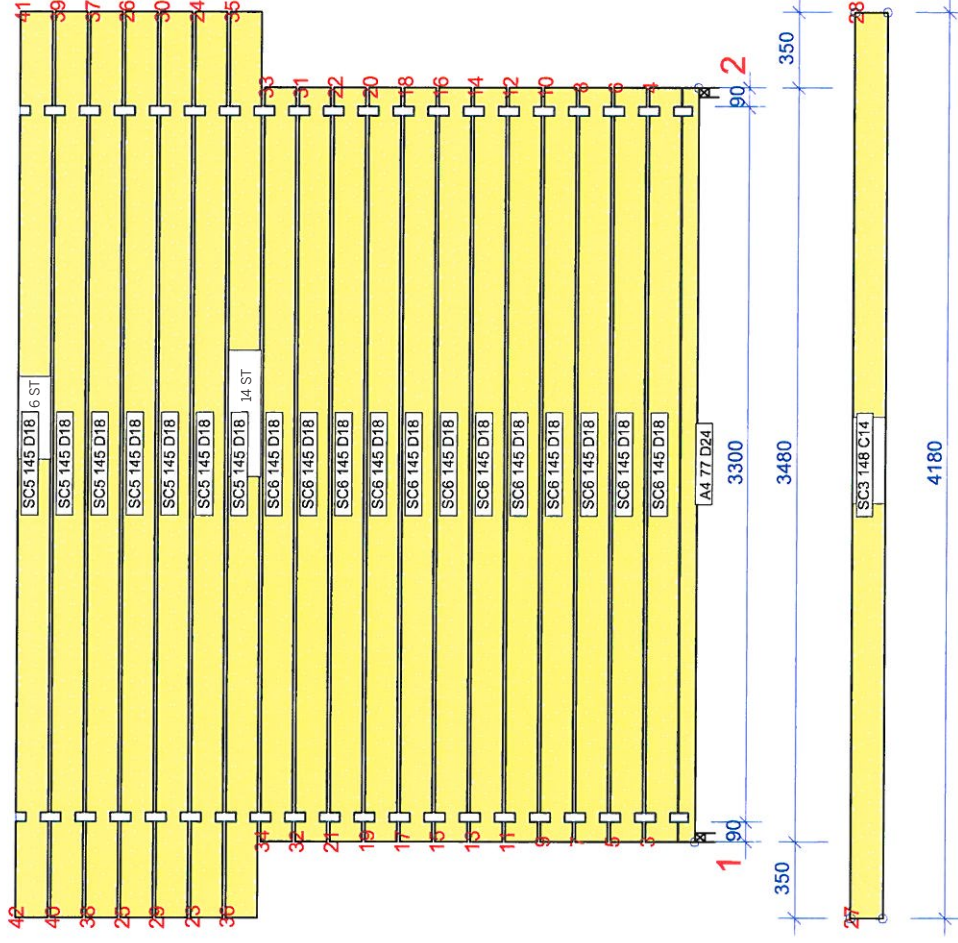 42 SC5 145 D18 6 ST 41
40 SC5 145 D18 39
38 SC5 145 D18 37
25 SC5 145 D18 26
29 SC5 145 D18 30
23 SC5 145 D18 24
36 SC5 145 D18 14 ST 35
34 SC6 145 D18 33
32 SC6 145 D18 31
21 SC6 145 D18 22
19 SC6 145 D18 20
17 SC6 145 D18 18
15 SC6 145 D18 16
13 SC6 145 D18 14
11 SC6 145 D18 12
9 SC6 145 D18 10
7 SC6 145 D18 8
5 SC6 145 D18 6
3 SC6 145 D18 4
A4 77 D24
1 2
90 3300 90
350 3480 350
27 SC3 148 C14 28
4180